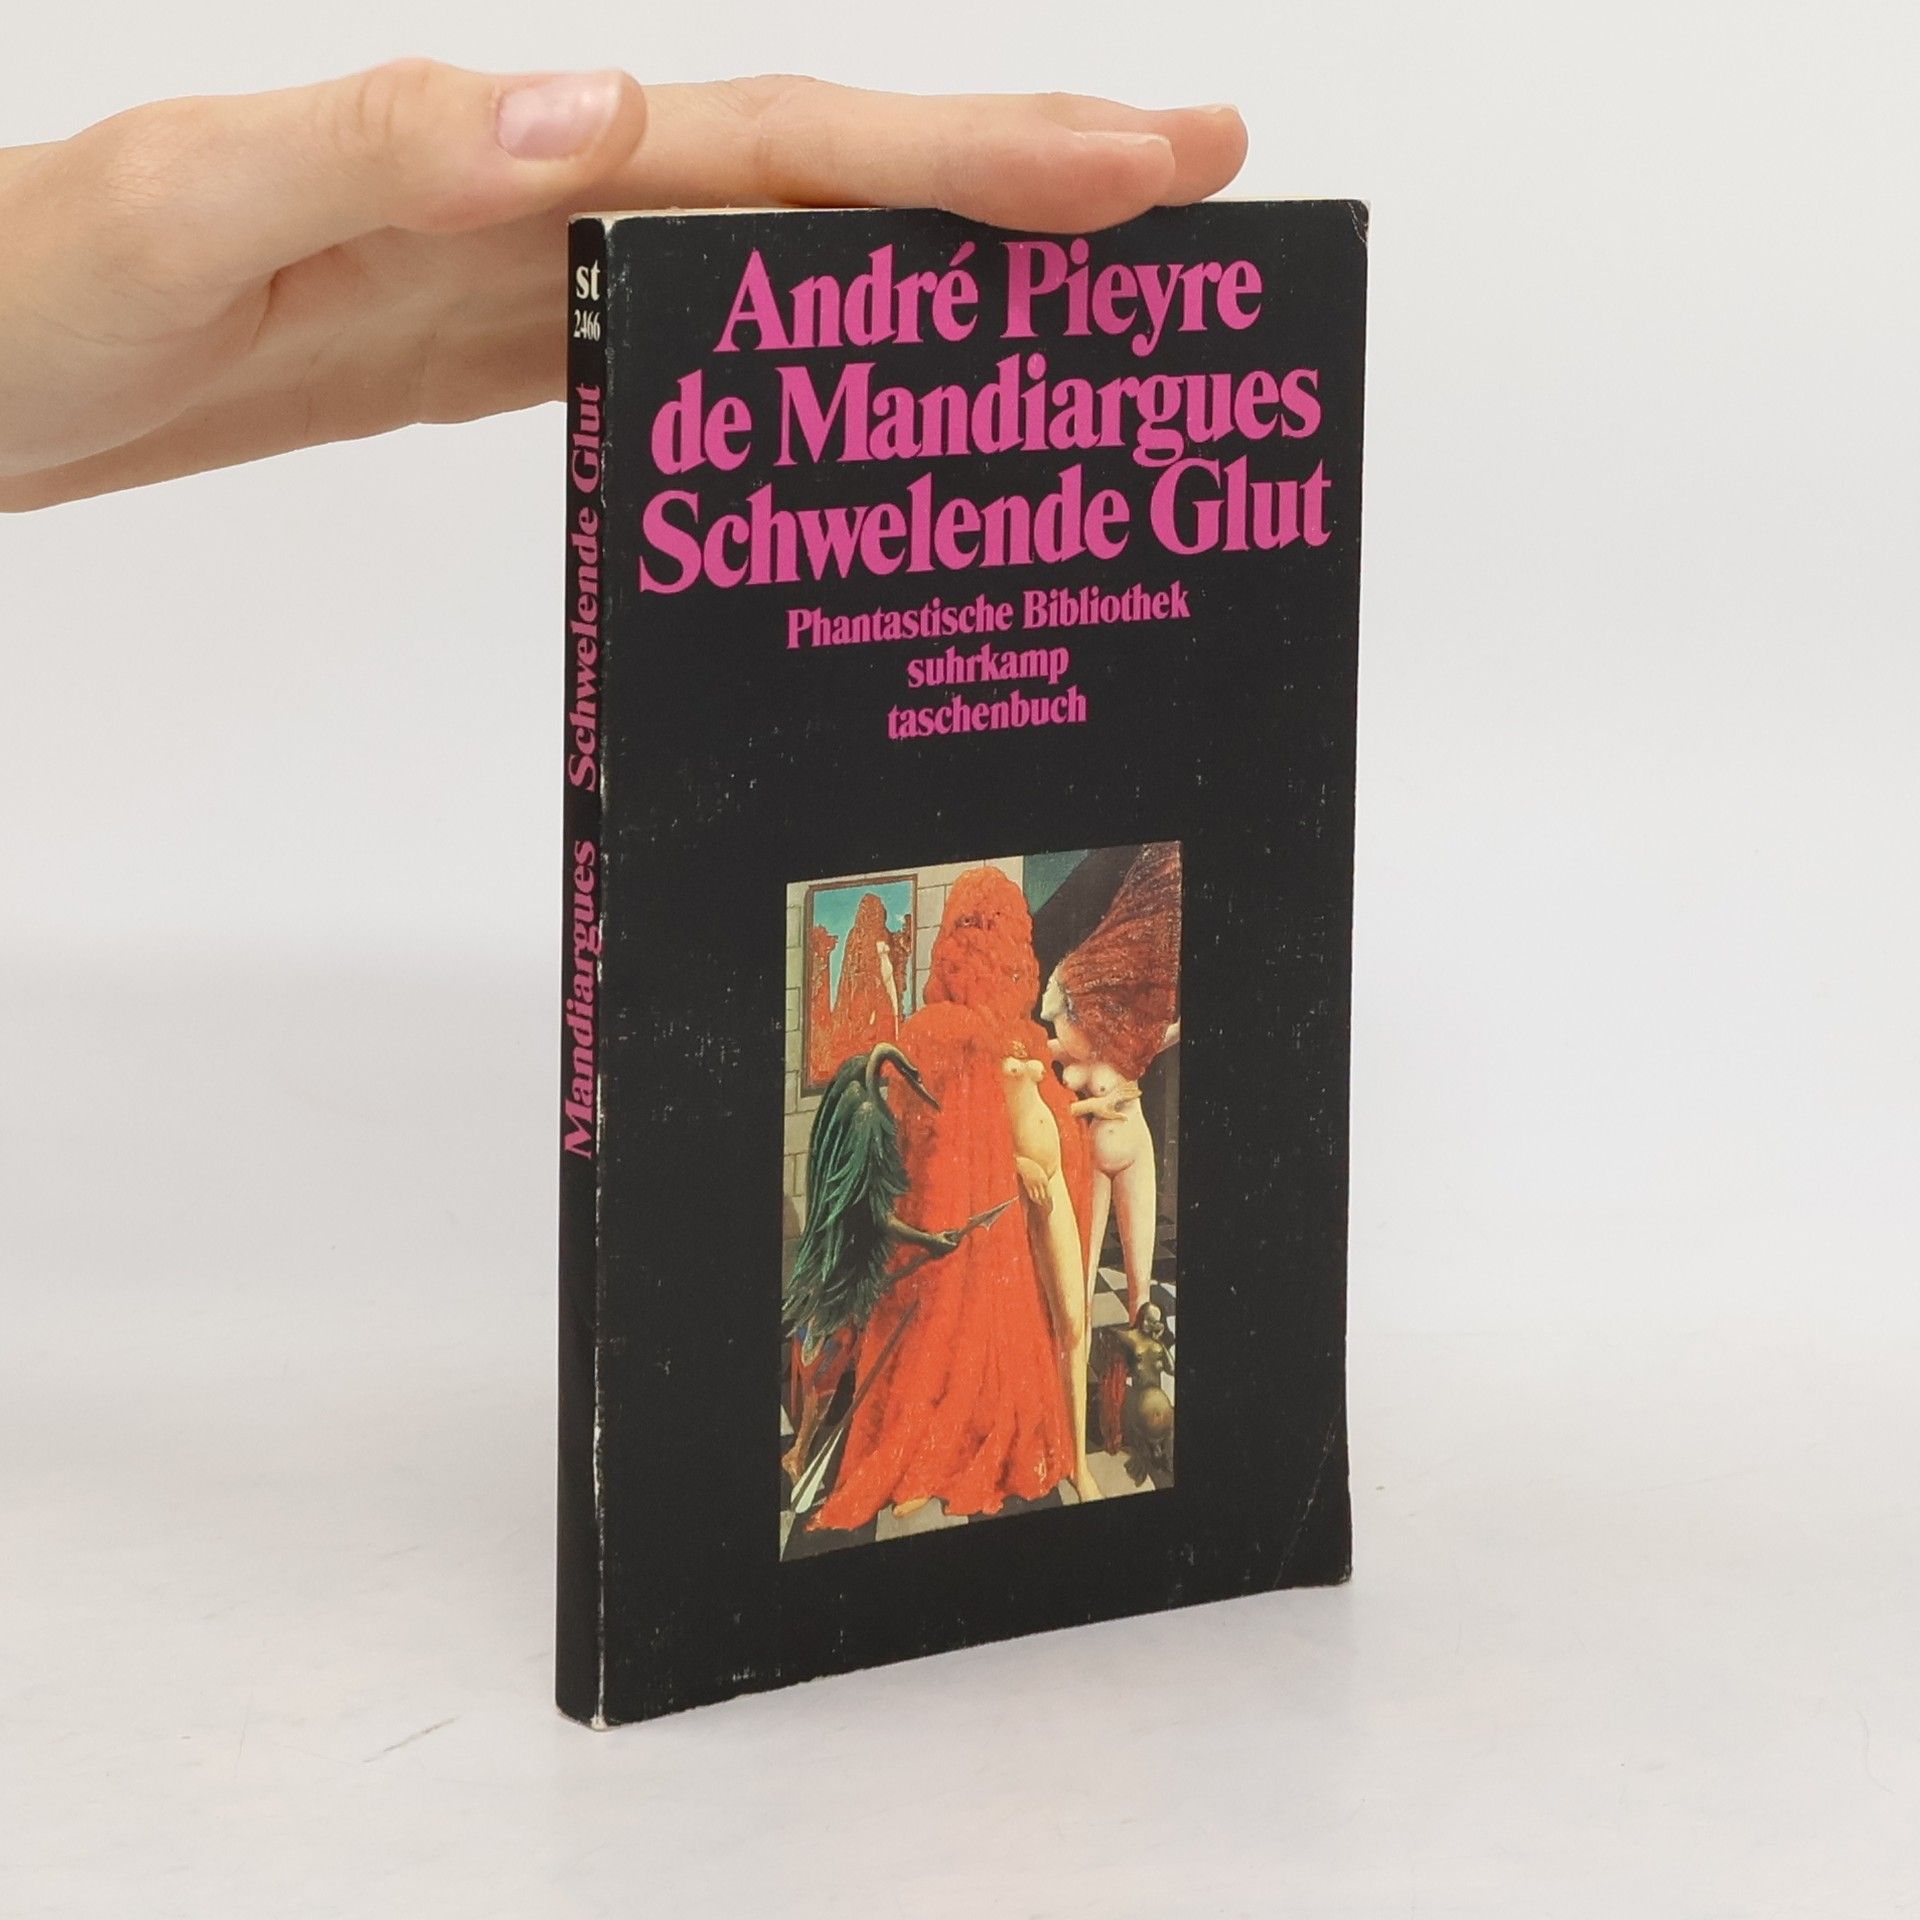 André Pieyre
de Mandiargues
Schwelende Glut
Phantastische Bibliothek
suhrkamp
taschenbuch
st
2466
Mandiargues Schwelende Glut